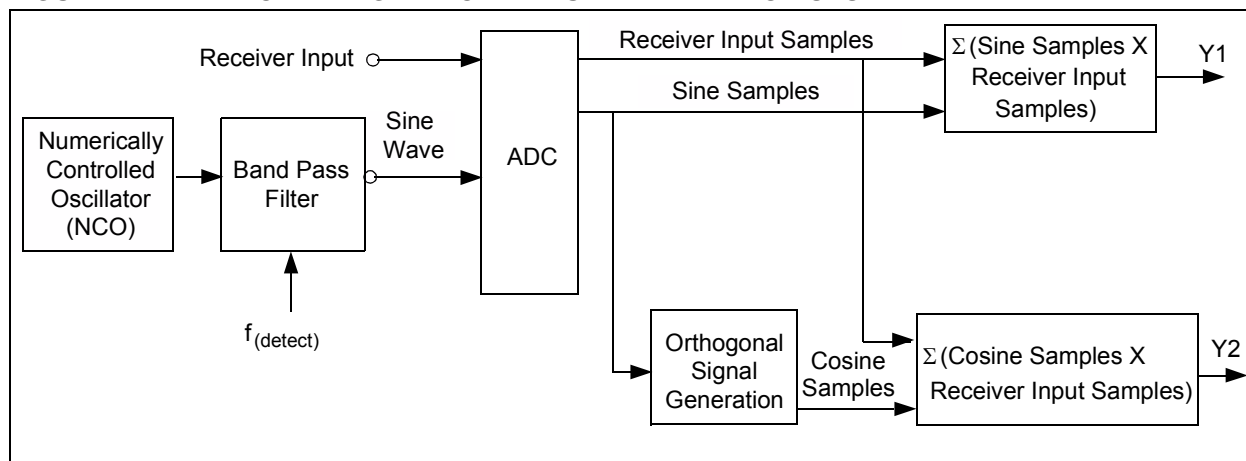 Receiver Input
Numerically
Controlled
Oscillator
(NCO)
Band Pass
Filter
f(detect)
Sine
Wave
ADC
Receiver Input Samples
Sine Samples
Σ(Sine Samples X
Receiver Input
Samples)
Y1
Orthogonal
Signal
Generation
Cosine
Samples
Σ(Cosine Samples X
Receiver Input Samples)
Y2